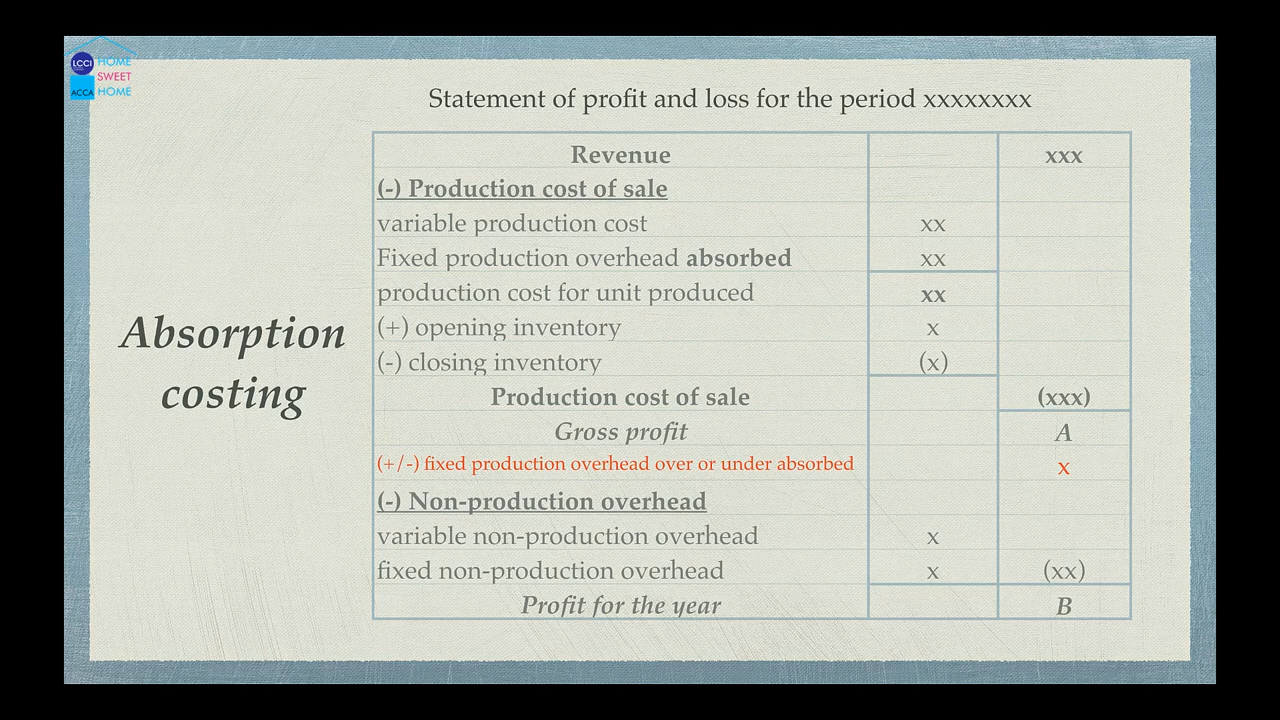 LCCI HOME
SWEET
ACCA HOME
Statement of profit and loss for the period xxxxxxxx
Absorption
costing
Revenue xxx
(-) Production cost of sale
variable production cost xx
Fixed production overhead absorbed xx
production cost for unit produced xx
(+) opening inventory x
(-) closing inventory (x)
Production cost of sale (xxx)
Gross profit A
(+/-) fixed production overhead over or under absorbed x
(-) Non-production overhead
variable non-production overhead x
fixed non-production overhead x (xx)
Profit for the year B